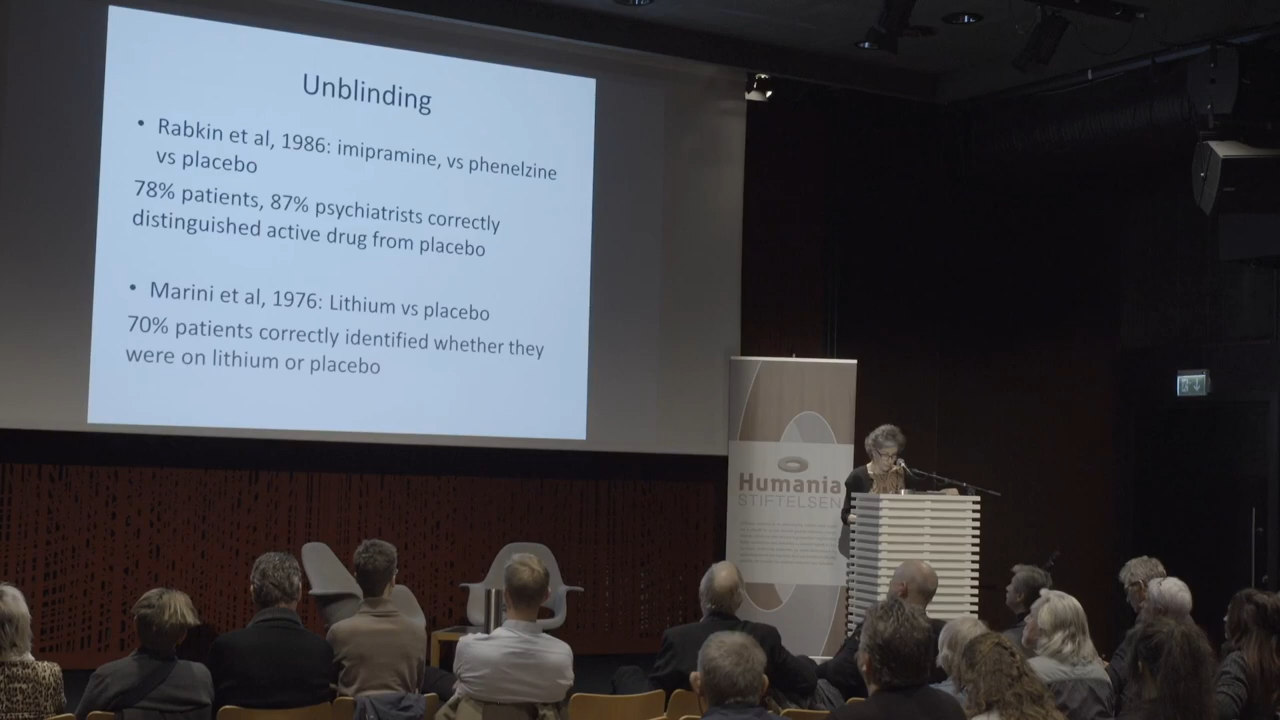 Unblinding
• Rabkin et al, 1986: imipramine, vs phenelzine
vs placebo
78% patients, 87% psychiatrists correctly
distinguished active drug from placebo
• Marini et al, 1976: Lithium vs placebo
70% patients correctly identified whether they
were on lithium or placebo
Humania
STIFTELSEN